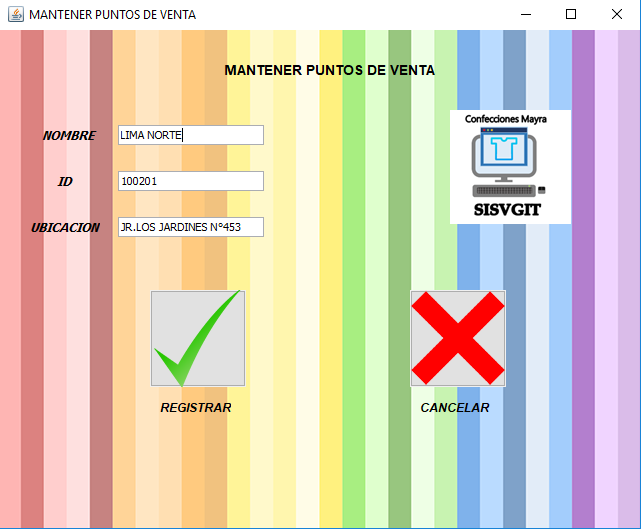 MANTENER PUNTOS DE VENTA
MANTENER PUNTOS DE VENTA
Confecciones Mayra
SISVGIT
NOMBRE LIMA NORTE
ID 100201
UBICACION JR.LOS JARDINES N°453
REGISTRAR CANCELAR